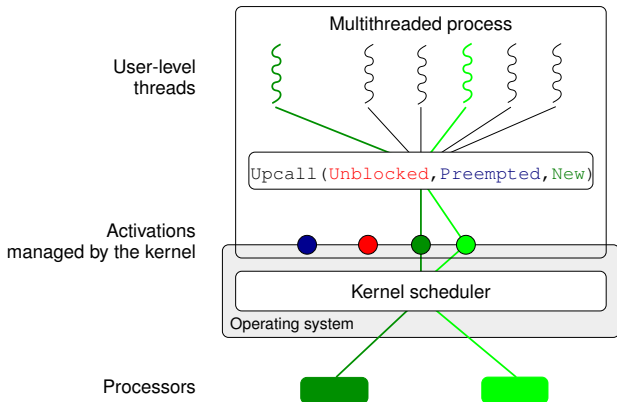 Multithreaded process
User-level
threads
Upcall(Unblocked,Preempted,New)
Activations
managed by the kernel
Kernel scheduler
Operating system
Processors